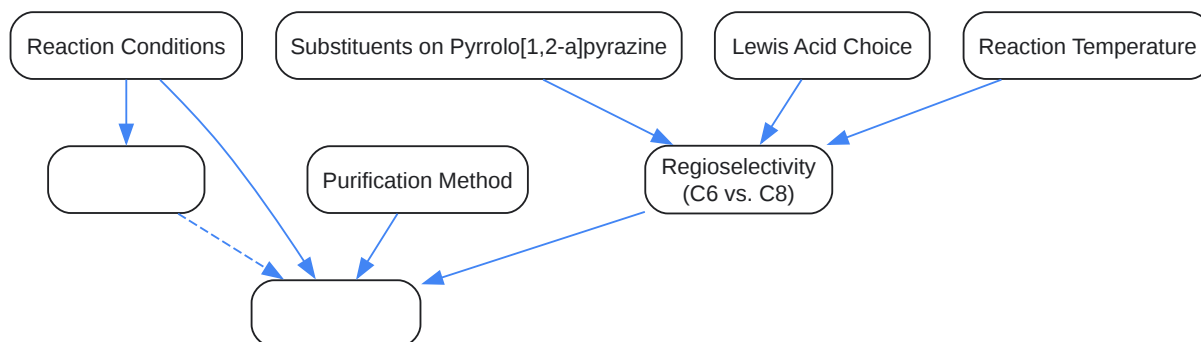 Reaction Conditions
Substituents on Pyrrolo[1,2-a]pyrazine
Lewis Acid Choice
Reaction Temperature
Purification Method
Regioselectivity
(C6 vs. C8)